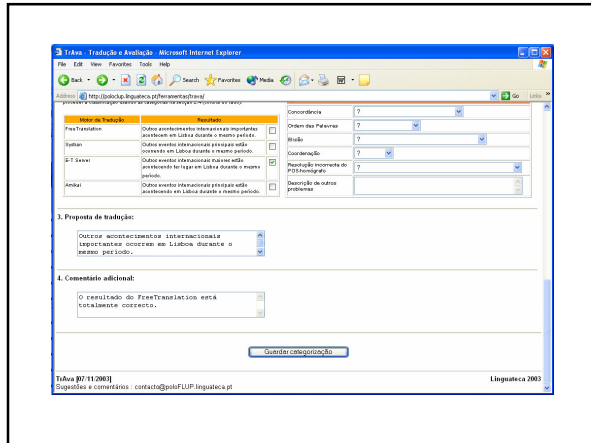 TrAva - Tradução e Avaliação - Microsoft Internet Explorer
File Edit View Favorites Tools Help
Back Search Favorites Media
Address http://poloclup.linguateca.pt/ferramentas/trava/ Go Links »
Motor de Tradução Resultado
FreeTranslation Outros acontecimentos internacionais importantes
acontecem em Lisboa durante o mesmo período.
Systran Outros eventos internacionais principais estão
ocorrendo em Lisboa durante o mesmo período.
E-T Server Outros eventos internacionais maiores estão
acontecendo ter lugar em Lisboa durante o mesmo
período.
Amikai Outros eventos internacionais principais estão
acontecendo em Lisboa durante o mesmo período.
Concordância ?
Ordem das Palavras ?
Elisão ?
Coordenação ?
Resolução incorrecta do
POS-homógrafo ?
Descrição de outros
problemas
3. Proposta de tradução:
Outros acontecimentos internacionais
importantes ocorrem em Lisboa durante o
mesmo período.
4. Comentário adicional:
O resultado do FreeTranslation está
totalmente correcto.
Guardar categorização
TrAva [07/11/2003] Linguateca 2003
Sugestões e comentários : contacto@poloFLUP.linguateca.pt